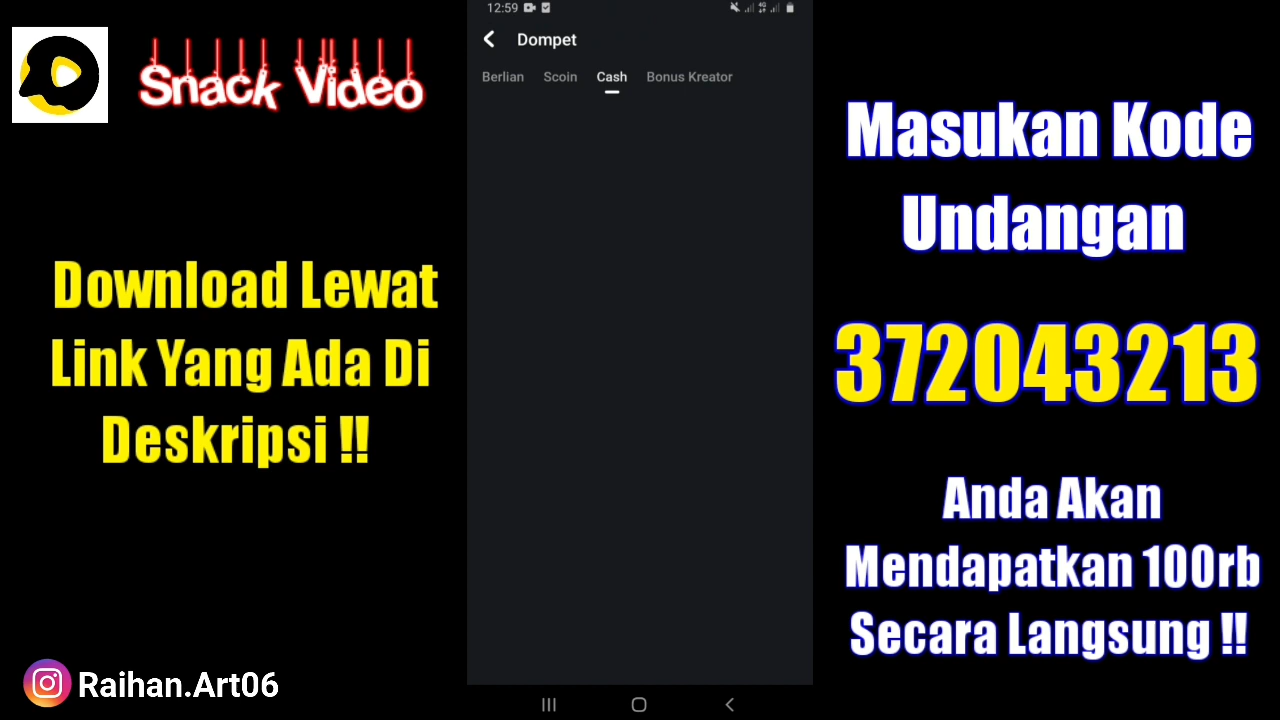 Snack Video
Download Lewat
Link Yang Ada Di
Deskripsi !!
Raihan.Art06
12:59
4G
Dompet
Berlian Scoin Cash Bonus Kreator
Masukan Kode
Undangan
372043213
Anda Akan
Mendapatkan 100rb
Secara Langsung !!